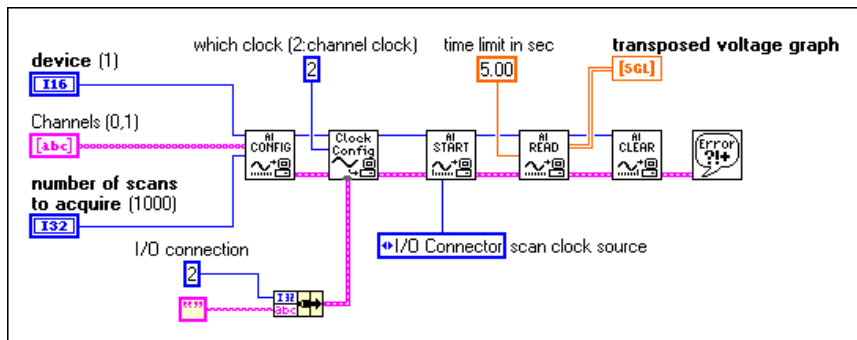 which clock (2:channel clock)
time limit in sec
transposed voltage graph
device (1)
2
5.00
[SGL]
I16
Channels (0,1)
[abc]
AI
CONFIG
Clock
Config
AI
START
AI
READ
AI
CLEAR
Error
?!+
number of scans
to acquire (1000)
I32
I/O connection
I/O Connector
scan clock source
2
I32
abc
""